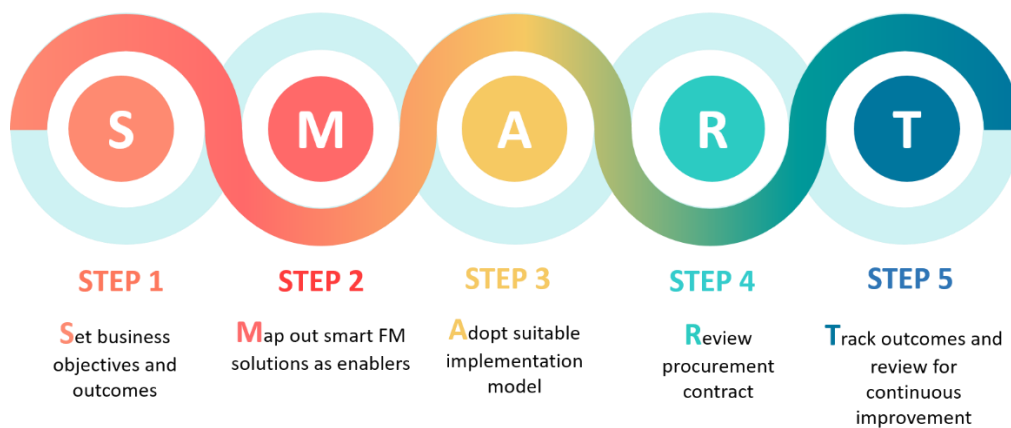 S
M
A
R
T
STEP 1
Set business
objectives and
outcomes
STEP 2
Map out smart FM
solutions as enablers
STEP 3
Adopt suitable
implementation
model
STEP 4
Review
procurement
contract
STEP 5
Track outcomes and
review for
continuous
improvement